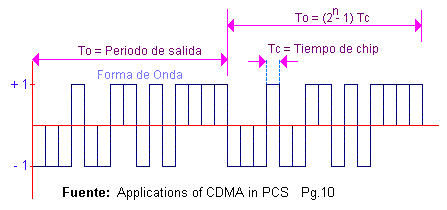 To = (2ⁿ- 1) Tc
To = Periodo de salida
Tc = Tiempo de chip
Forma de Onda
+ 1
- 1
Fuente: Applications of CDMA in PCS Pg.10